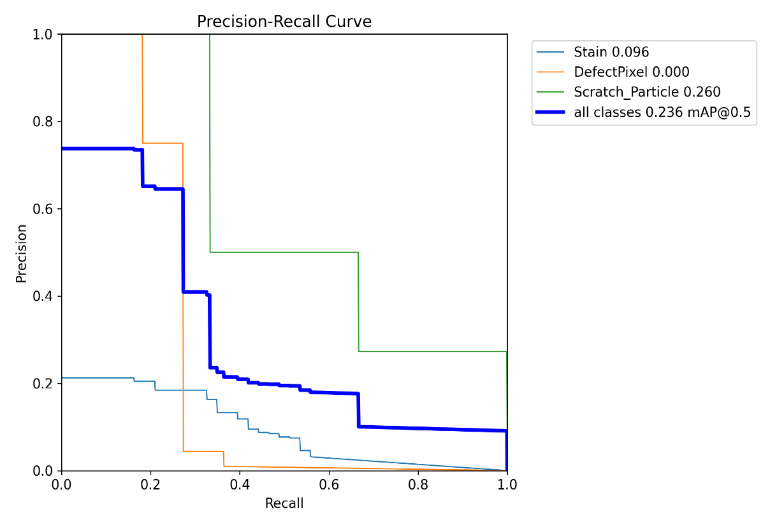 Precision-Recall Curve
1.0
0.8
0.6
0.4
0.2
0.0
Precision
0.0 0.2 0.4 0.6 0.8 1.0
Recall
Stain 0.096
DefectPixel 0.000
Scratch_Particle 0.260
all classes 0.236 mAP@0.5